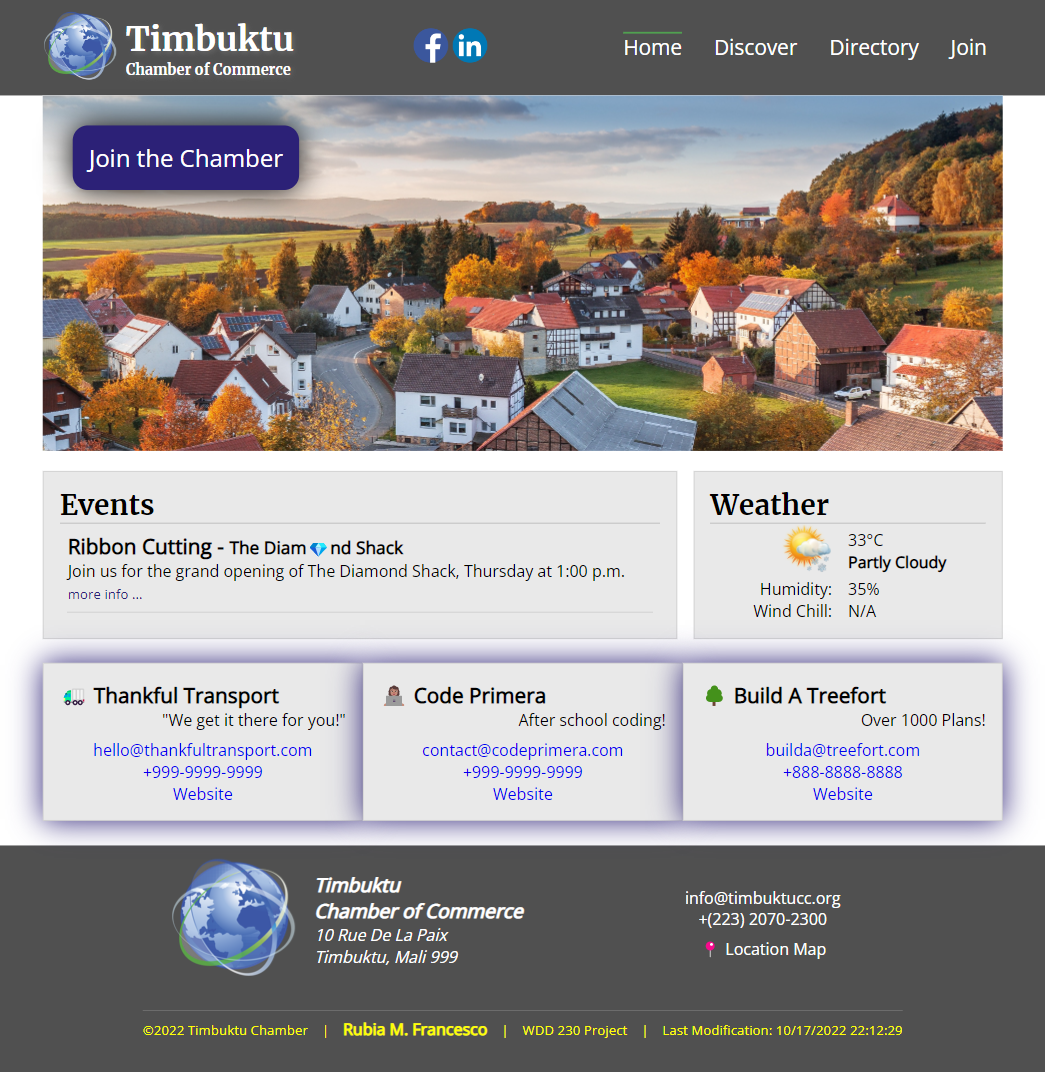 Timbuktu
Chamber of Commerce
Home Discover Directory Join
Join the Chamber
Events
Ribbon Cutting - The Diam💎nd Shack
Join us for the grand opening of The Diamond Shack, Thursday at 1:00 p.m.
more info ...
Weather
33°C
Partly Cloudy
Humidity: 35%
Wind Chill: N/A
Thankful Transport
"We get it there for you!"
hello@thankfultransport.com
+999-9999-9999
Website
Code Primera
After school coding!
contact@codeprimera.com
+999-9999-9999
Website
Build A Treefort
Over 1000 Plans!
builda@treefort.com
+888-8888-8888
Website
Timbuktu
Chamber of Commerce
10 Rue De La Paix
Timbuktu, Mali 999
info@timbuktucc.org
+(223) 2070-2300
Location Map
©2022 Timbuktu Chamber | Rubia M. Francesco | WDD 230 Project | Last Modification: 10/17/2022 22:12:29